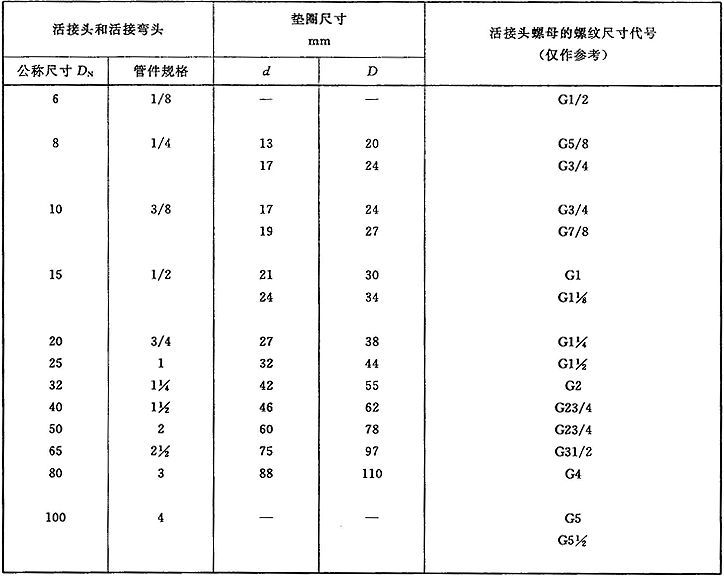 活接头和活接弯头 垫圈尺寸 活接头螺母的螺纹尺寸代号
mm (仅作参考)
公称尺寸 DN 管件规格 d D
6 1/8 — — G1/2
8 1/4 13 20 G5/8
17 24 G3/4
10 3/8 17 24 G3/4
19 27 G7/8
15 1/2 21 30 G1
24 34 G1⅛
20 3/4 27 38 G1¼
25 1 32 44 G1½
32 1¼ 42 55 G2
40 1½ 46 62 G23/4
50 2 60 78 G23/4
65 2½ 75 97 G31/2
80 3 88 110 G4
100 4 — — G5
G5½